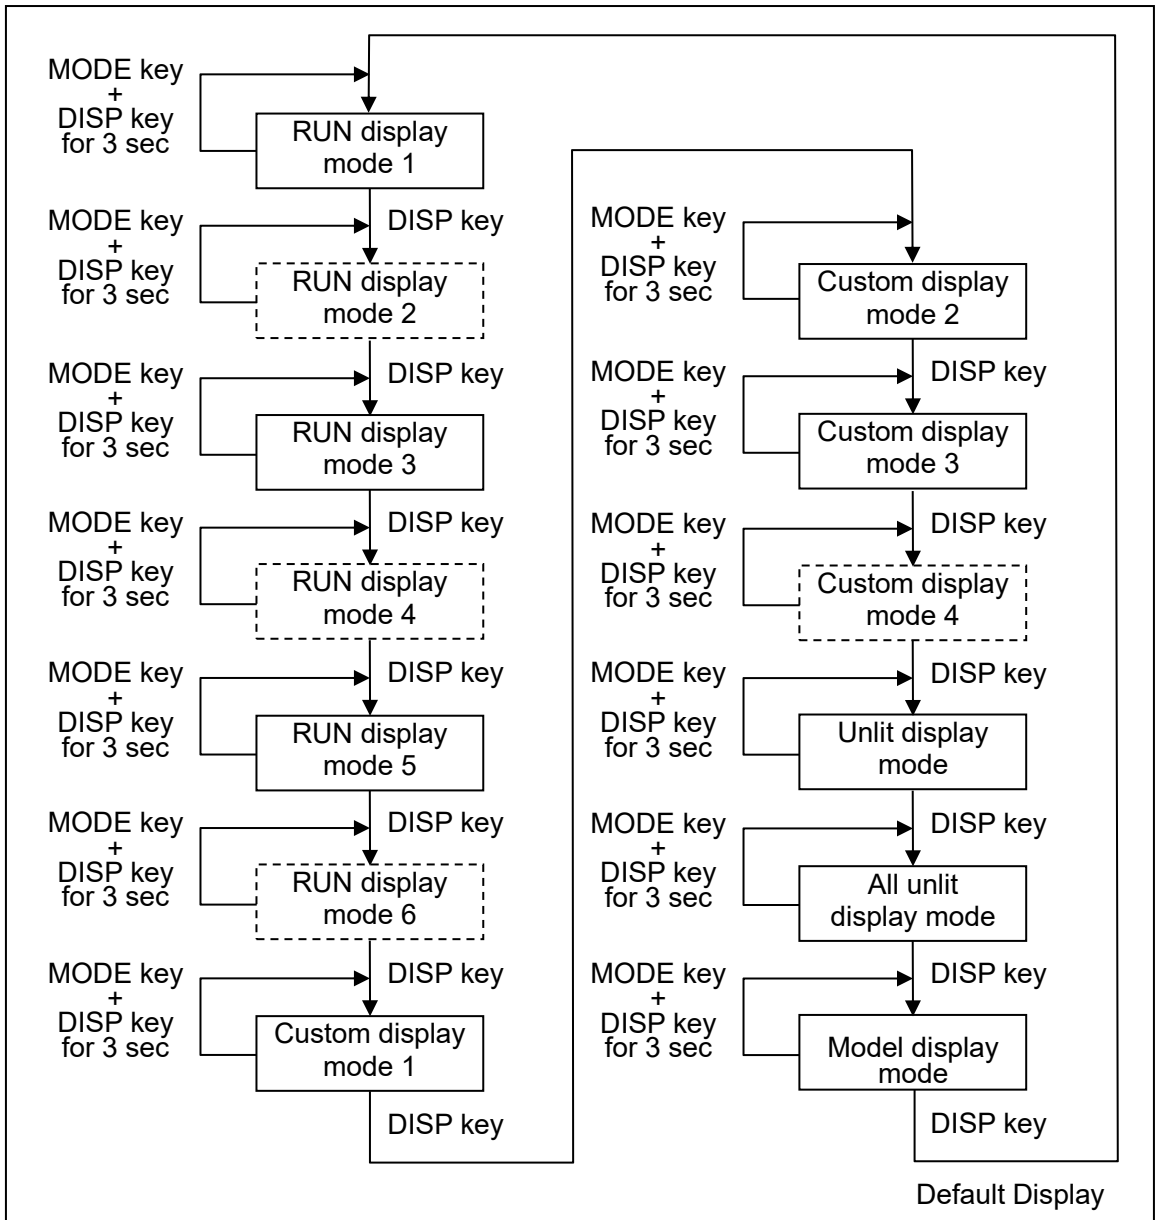 MODE key
+
DISP key
for 3 sec
RUN display
mode 1
DISP key
MODE key
+
DISP key
for 3 sec
RUN display
mode 2
DISP key
MODE key
+
DISP key
for 3 sec
RUN display
mode 3
DISP key
MODE key
+
DISP key
for 3 sec
RUN display
mode 4
DISP key
MODE key
+
DISP key
for 3 sec
RUN display
mode 5
DISP key
MODE key
+
DISP key
for 3 sec
RUN display
mode 6
DISP key
MODE key
+
DISP key
for 3 sec
Custom display
mode 1
DISP key
MODE key
+
DISP key
for 3 sec
Custom display
mode 2
DISP key
MODE key
+
DISP key
for 3 sec
Custom display
mode 3
DISP key
MODE key
+
DISP key
for 3 sec
Custom display
mode 4
DISP key
MODE key
+
DISP key
for 3 sec
Unlit display
mode
DISP key
MODE key
+
DISP key
for 3 sec
All unlit
display mode
DISP key
MODE key
+
DISP key
for 3 sec
Model display
mode
DISP key
Default Display